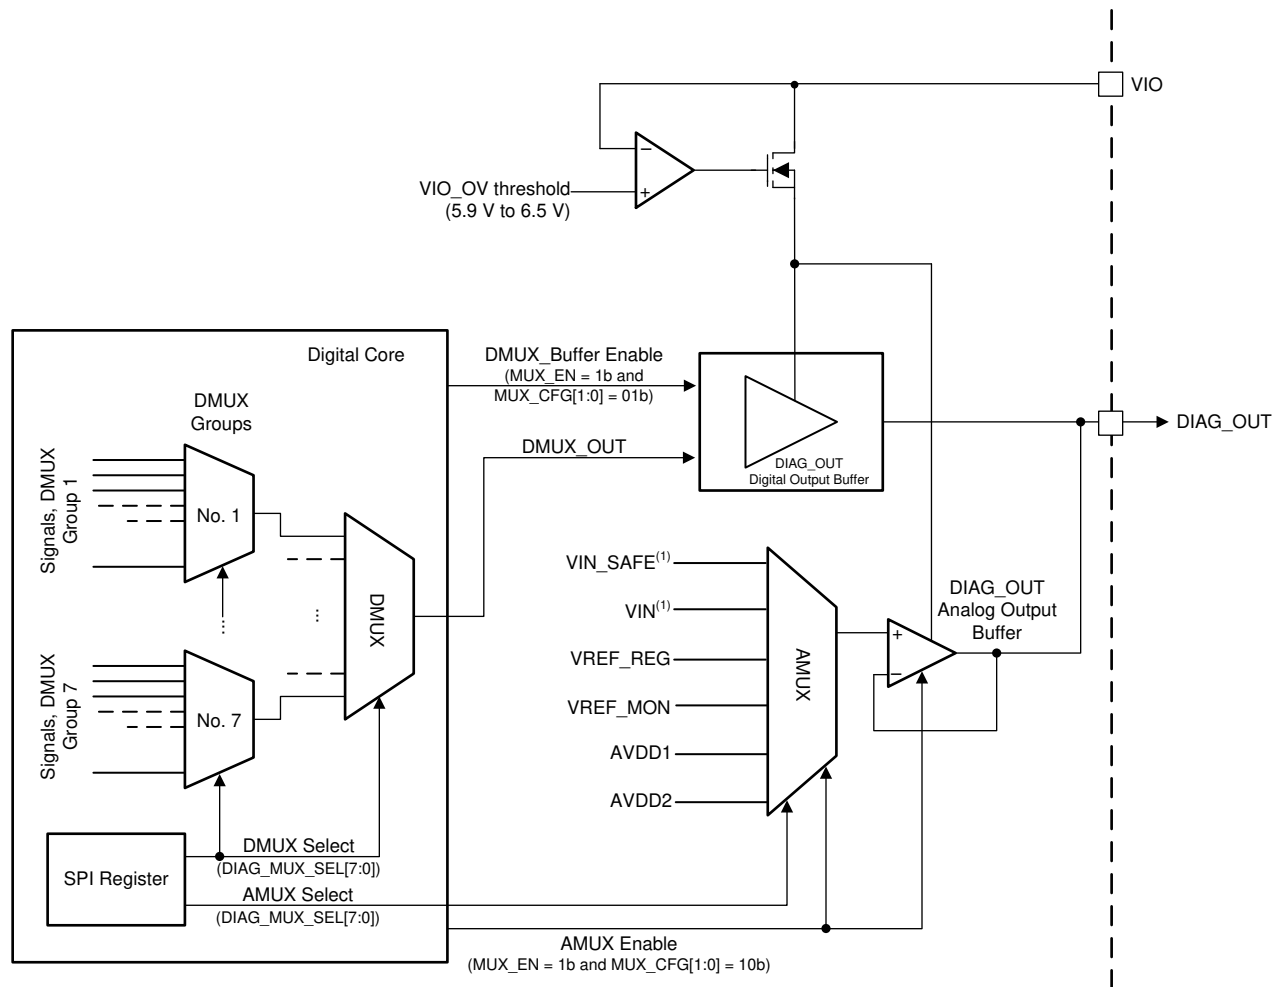 VIO
−
+
VIO_OV threshold
(5.9 V to 6.5 V)
Digital Core
DMUX_Buffer Enable
(MUX_EN = 1b and
MUX_CFG[1:0] = 01b)
DMUX
Groups
DIAG_OUT
DMUX_OUT
DIAG_OUT
Digital Output Buffer
Signals, DMUX
Group 1
No. 1
...
...
DMUX
VIN_SAFE(1)
VIN(1)
VREF_REG
VREF_MON
AVDD1
AVDD2
AMUX
DIAG_OUT
Analog Output
Buffer
+
−
Signals, DMUX
Group 7
No. 7
SPI Register
DMUX Select
(DIAG_MUX_SEL[7:0])
AMUX Select
(DIAG_MUX_SEL[7:0])
AMUX Enable
(MUX_EN = 1b and MUX_CFG[1:0] = 10b)